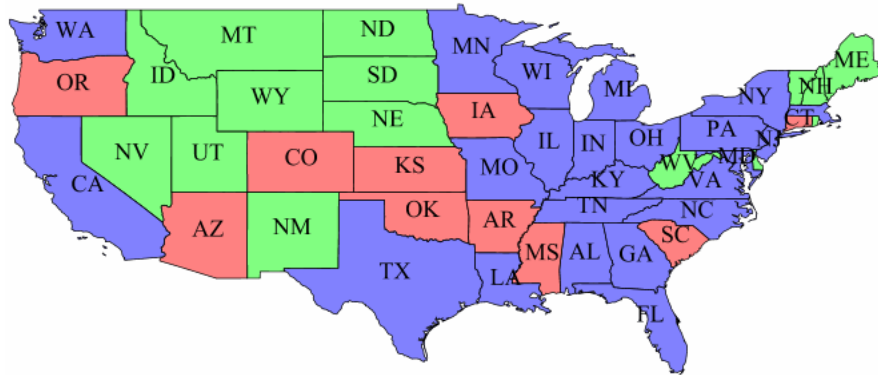 WA
MT
ND
MN
ME
OR
ID
SD
WI
MI
NH
WY
NY
IA
CT
NE
PA
NJ
NV
UT
CO
KS
MO
IL
IN
OH
WV
MD
VA
CA
KY
OK
AR
TN
NC
AZ
NM
SC
TX
MS
AL
GA
LA
FL